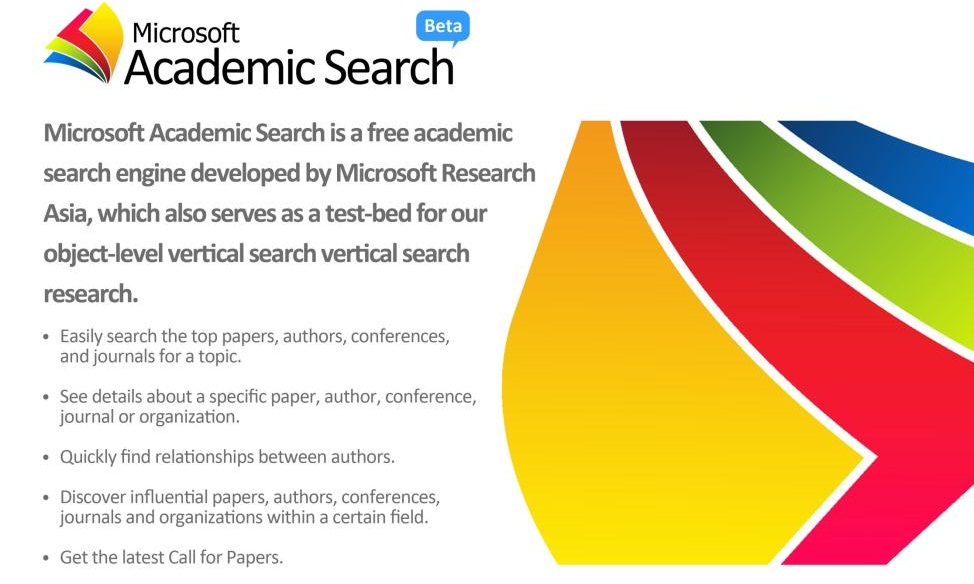 Microsoft
Beta
Academic Search
Microsoft Academic Search is a free academic
search engine developed by Microsoft Research
Asia, which also serves as a test-bed for our
object-level vertical search vertical search
research.
• Easily search the top papers, authors, conferences,
and journals for a topic.
• See details about a specific paper, author, conference,
journal or organization.
• Quickly find relationships between authors.
• Discover influential papers, authors, conferences,
journals and organizations within a certain field.
• Get the latest Call for Papers.